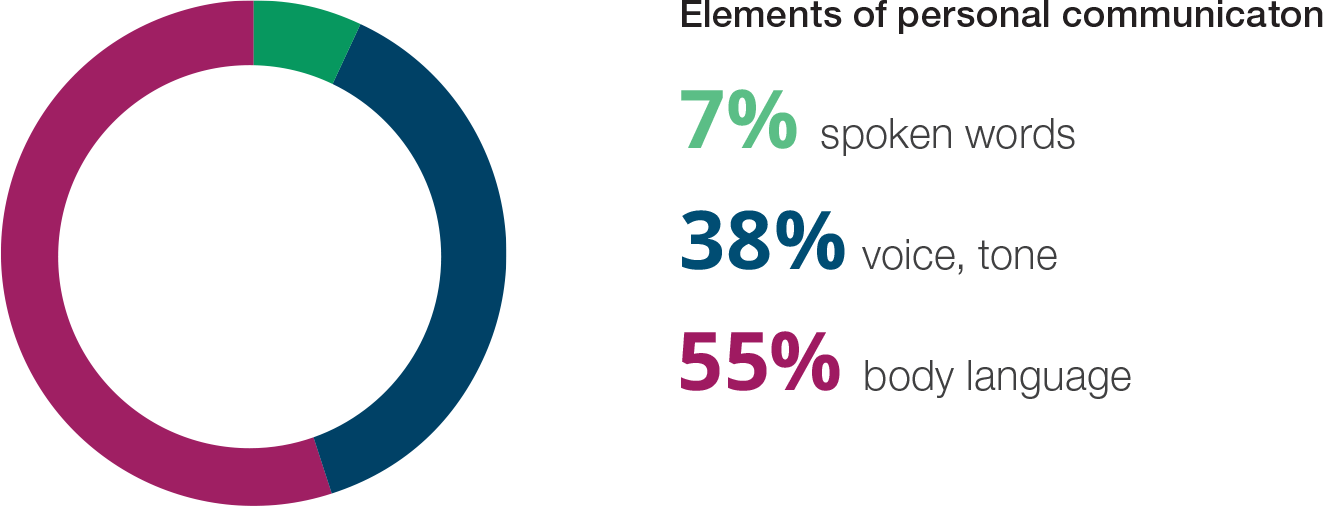 Elements of personal communicaton
7% spoken words
38% voice, tone
55% body language